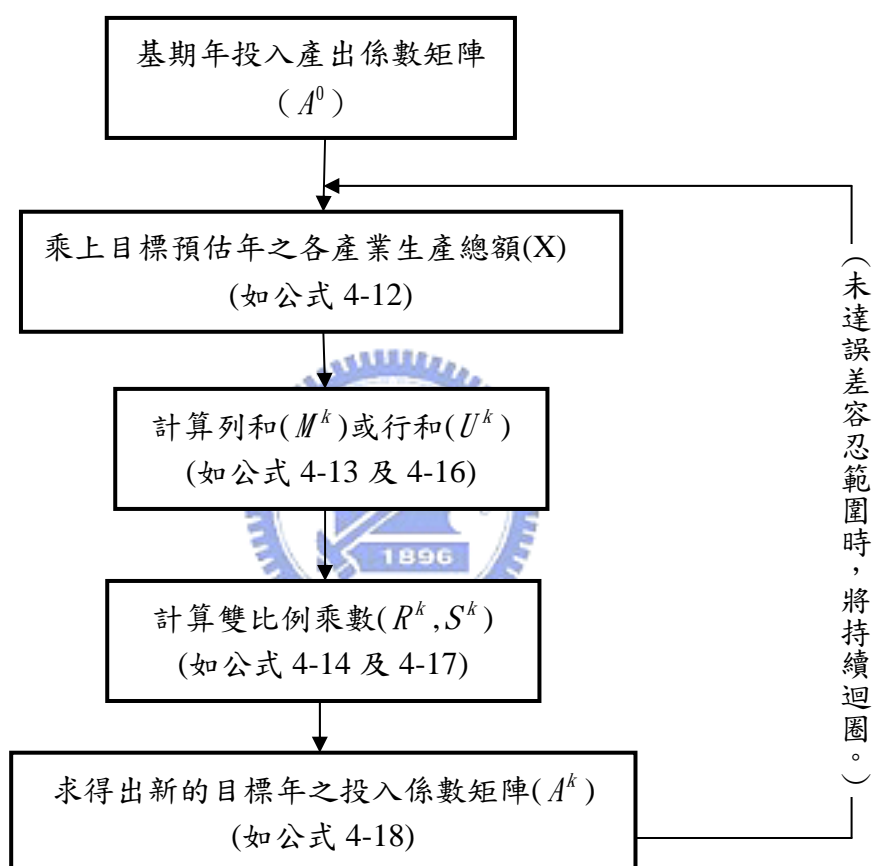 基期年投入產出係數矩陣
（A⁰）
乘上目標預估年之各產業生產總額(X)
(如公式 4-12)
計算列和(Mᵏ)或行和(Uᵏ)
(如公式 4-13 及 4-16)
1896
計算雙比例乘數(Rᵏ,Sᵏ)
(如公式 4-14 及 4-17)
求得出新的目標年之投入係數矩陣(Aᵏ)
(如公式 4-18)
（未達誤差容忍範圍時，將持續迴圈。）